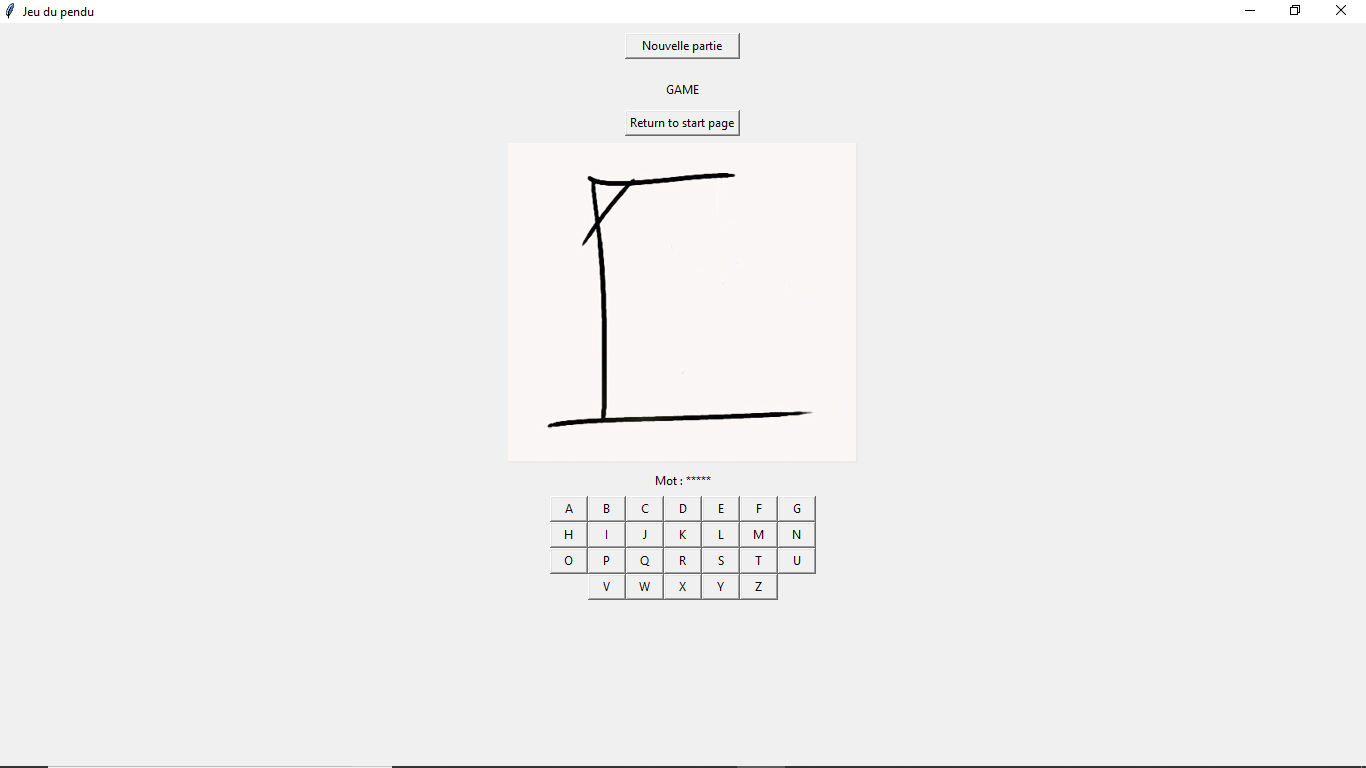 Jeu du pendu
Nouvelle partie
GAME
Return to start page
Mot : *****
A B C D E F G
H I J K L M N
O P Q R S T U
V W X Y Z